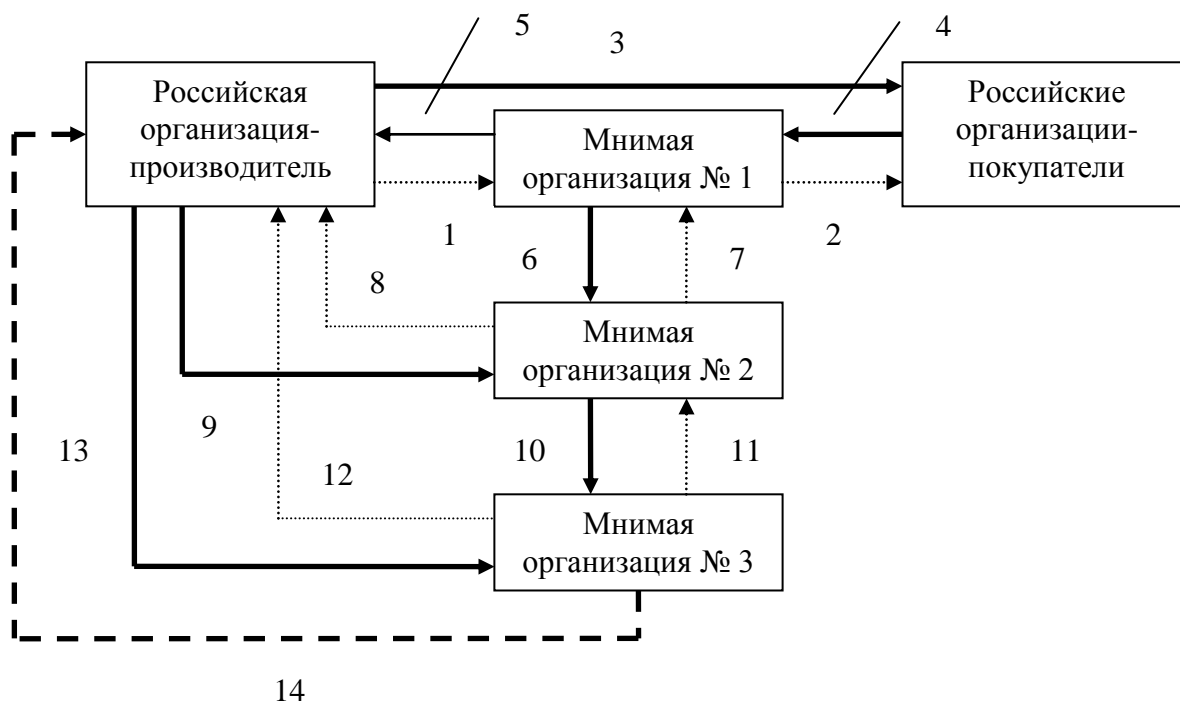 5
3
4
Российская
организация-
производитель
Мнимая
организация № 1
Российские
организации-
покупатели
1
2
6
7
8
Мнимая
организация № 2
9
13
10
11
12
Мнимая
организация № 3
14